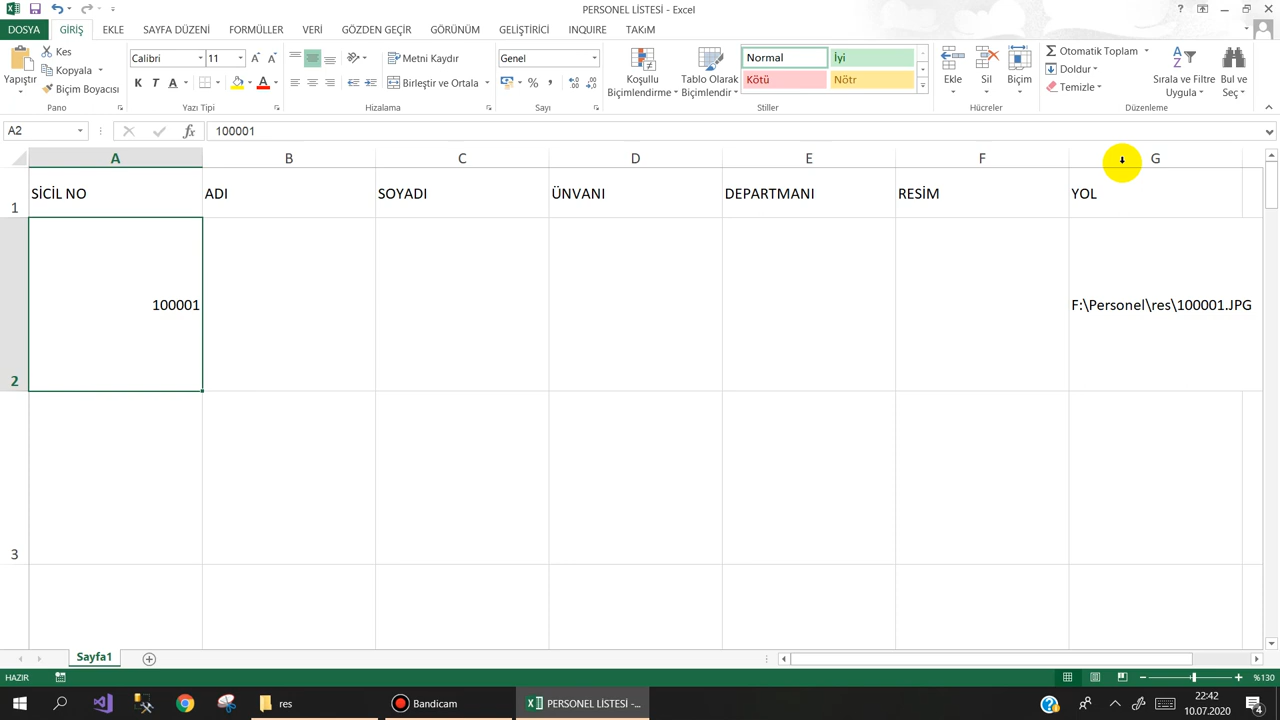 PERSONEL LİSTESİ - Excel
DOSYA GİRİŞ EKLE SAYFA DÜZENİ FORMÜLLER VERİ GÖZDEN GEÇİR GÖRÜNÜM GELİŞTİRİCİ INQUIRE TAKıM
Yapıştır
Kes
Kopyala
Biçim Boyacısı
Pano
Calibri 11
K T A
Yazı Tipi
Metni Kaydır
Birleştir ve Ortala
Hizalama
Genel
Sayı
Koşullu Biçimlendirme
Tablo Olarak Biçimlendir
Normal İyi
Kötü Nötr
Stiller
Ekle Sil Biçim
Hücreler
Otomatik Toplam
Doldur
Temizle
Sırala ve Filtre Uygula
Bul ve Seç
Düzenleme
A2 fx 100001
A B C D E F G
1 SİCİL NO ADI SOYADI ÜNVANI DEPARTMANI RESİM YOL
2 100001 F:\Personel\res\100001.JPG
3
Sayfa1
HAZIR %130
res Bandicam PERSONEL LİSTESİ -...
22:42
10.07.2020
4